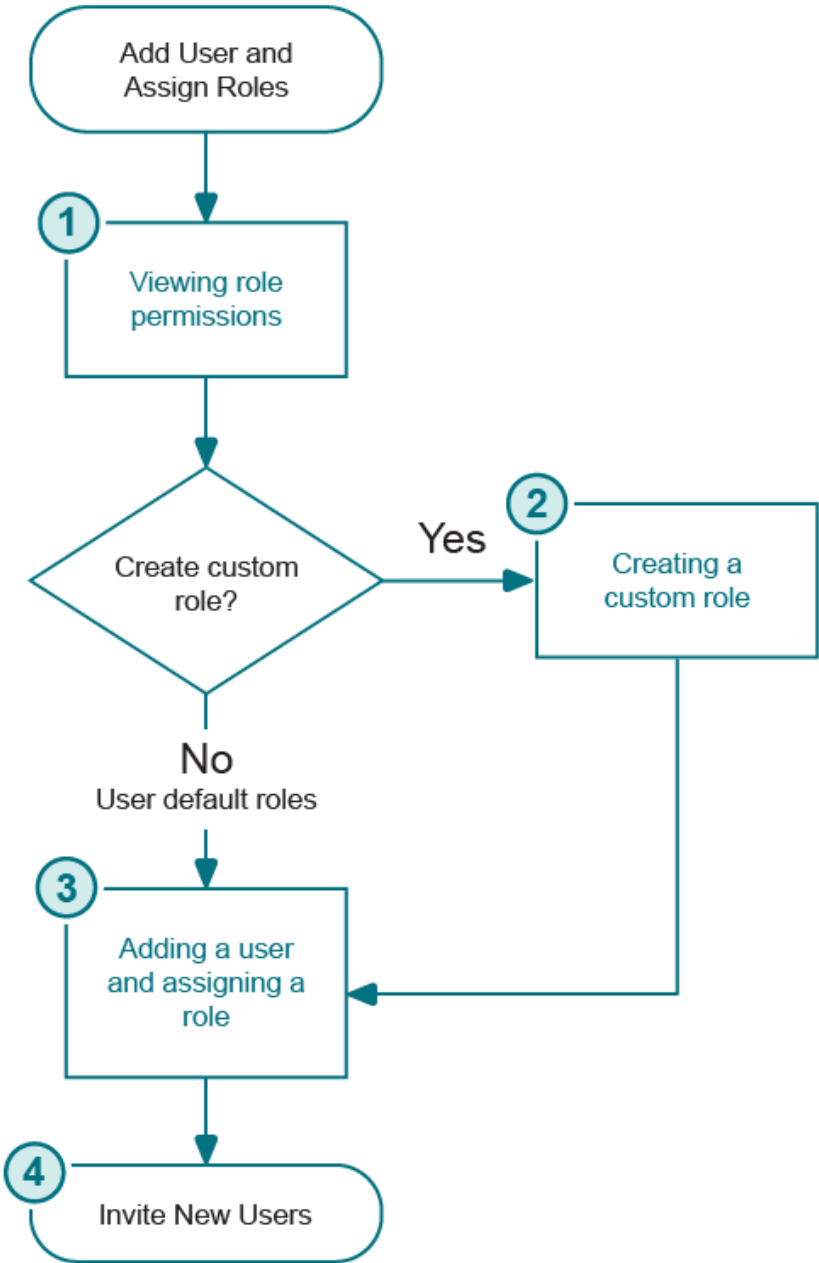 Add User and
Assign Roles
1
Viewing role
permissions
Create custom
role?
Yes
2
Creating a
custom role
No
User default roles
3
Adding a user
and assigning a
role
4
Invite New Users